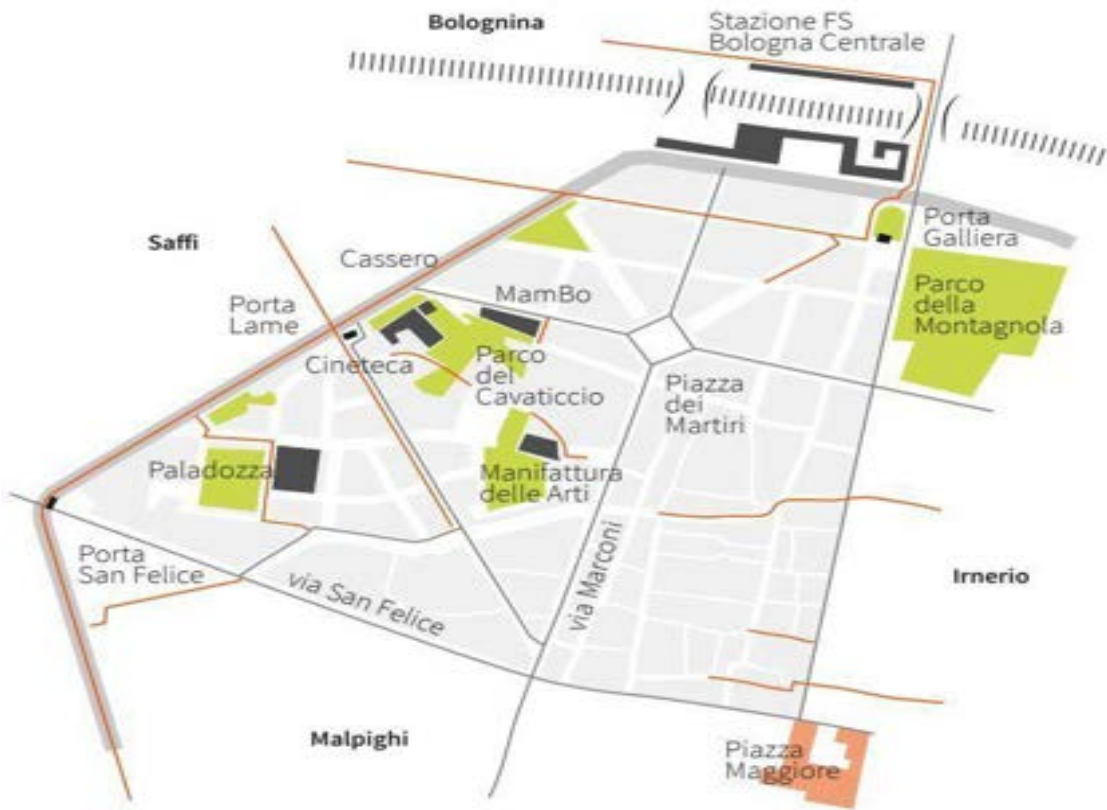 Bolognina
Stazione FS
Bologna Centrale
Saffi
Cassero
Porta
Galliera
Porta
Lame
MamBo
Parco
della
Montagnola
Cineteca
Parco
del
Cavaticcio
Piazza
dei
Martiri
Paladozza
Manifattura
delle Arti
Porta
San Felice
via San Felice
via Marconi
Irnerio
Malpighi
Piazza
Maggiore